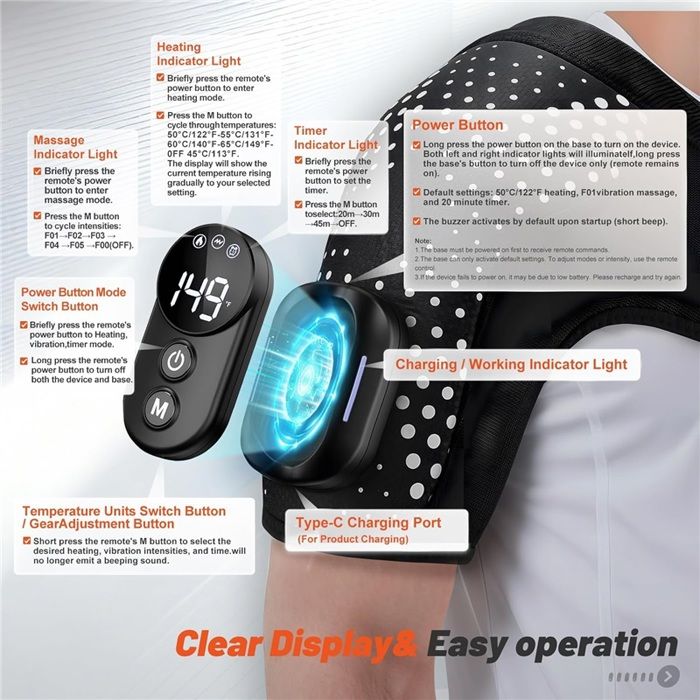 Heating
Indicator Light
Briefly press the remote's
power button to enter
heating mode.
Press the M button to
cycle throughtemperatures:
50°C/122°F-55°C/131°F-
60°C/140°F-65°C/149°F-
0FF 45°C/113°F.
The display will show the
current temperature rising
gradually to your selected
setting.
Massage
Indicator Light
Briefly press the
remote's power
button to enter
massage mode.
Press the M button
to cycle intensities:
F01→F02→F03 →
F04→F05→F00(OFF).
Timer
Indicator Light
Briefly press the
remote's power
button to set the
timer.
Press the M button
toselect:20m→30m
→45m→OFF.
Power Button
Long press the power button on the base to turn on the device.
Both left and right indicator lights will illuminatelf,long press
the base's button to turn off the device only (remote remains
on).
Default settings: 50°C/122°F heating, F01vibration massage,
and 20 minute timer.
The buzzer activates by default upon startup (short beep).
Note:
1.The base must be powered on first to receive remote commands.
2.The base can only activate default settings. To adjust modes or intensity, use the remote
control.
3.If the device fails to power on, it may be due to low battery. Please recharge and try again.
Power Button Mode
Switch Button
Briefly press the remote's
power button to Heating,
vibration,timer mode.
Long press the remote's
power button to turn off
both the device and base.
149°F
M
Charging / Working Indicator Light
Temperature Units Switch Button
/ GearAdjustment Button
Short press the remote's M button to select the
desired heating, vibration intensities, and time.will
no longer emit a beeping sound.
Type-C Charging Port
(For Product Charging)
Clear Display& Easy operation